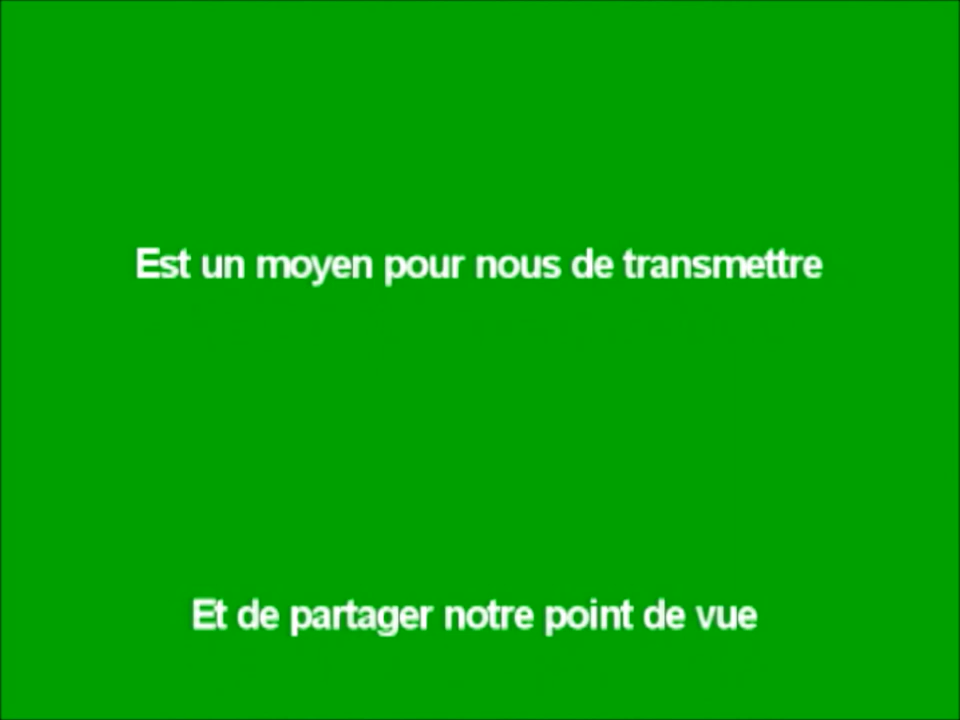 Est un moyen pour nous de transmettre
Et de partager notre point de vue